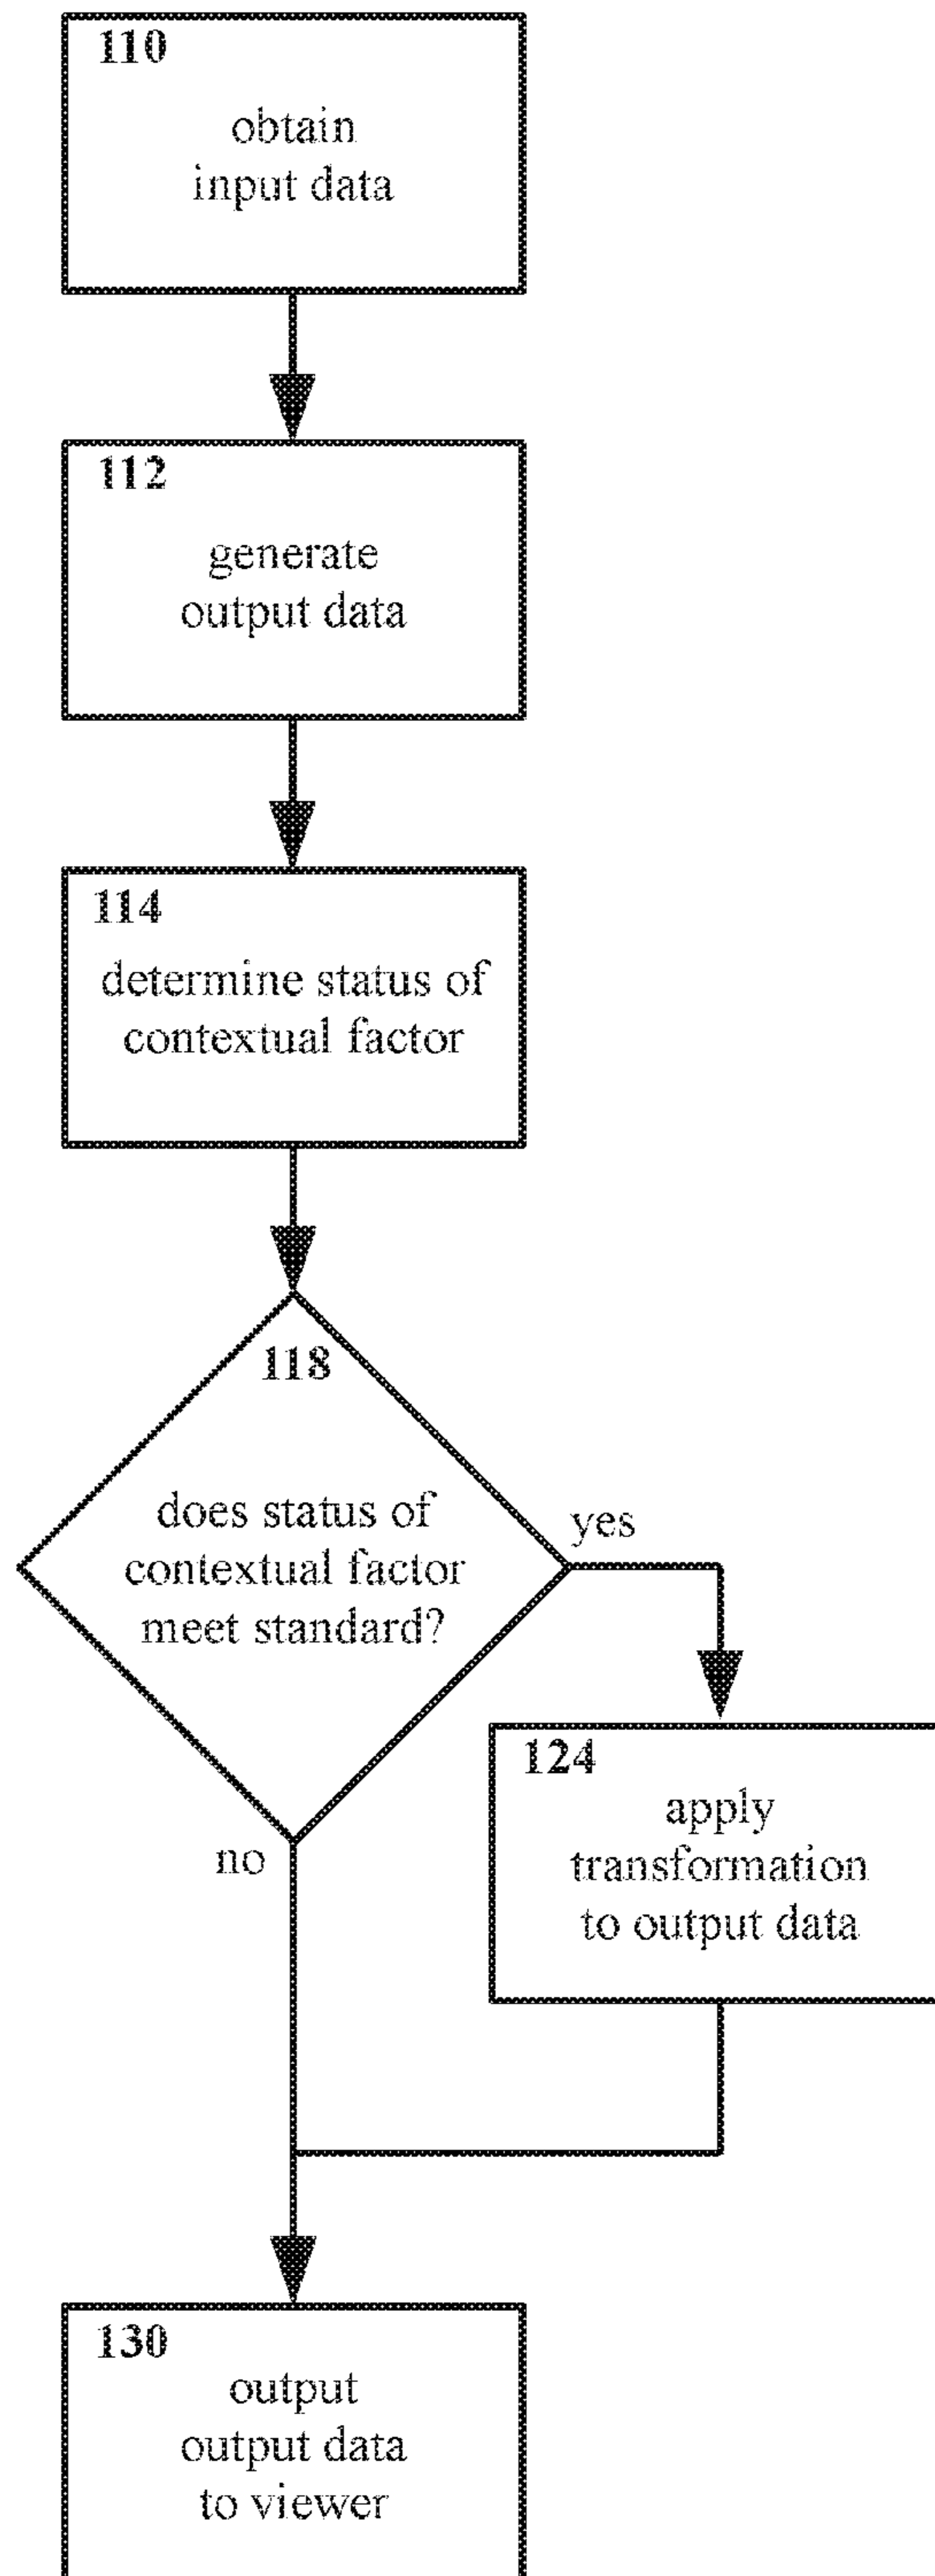 110
obtain
input data
112
generate
output data
114
determine status of
contextual factor
118
does status of
contextual factor
meet standard?
yes
no
124
apply
transformation
to output data
130
output
output data
to viewer